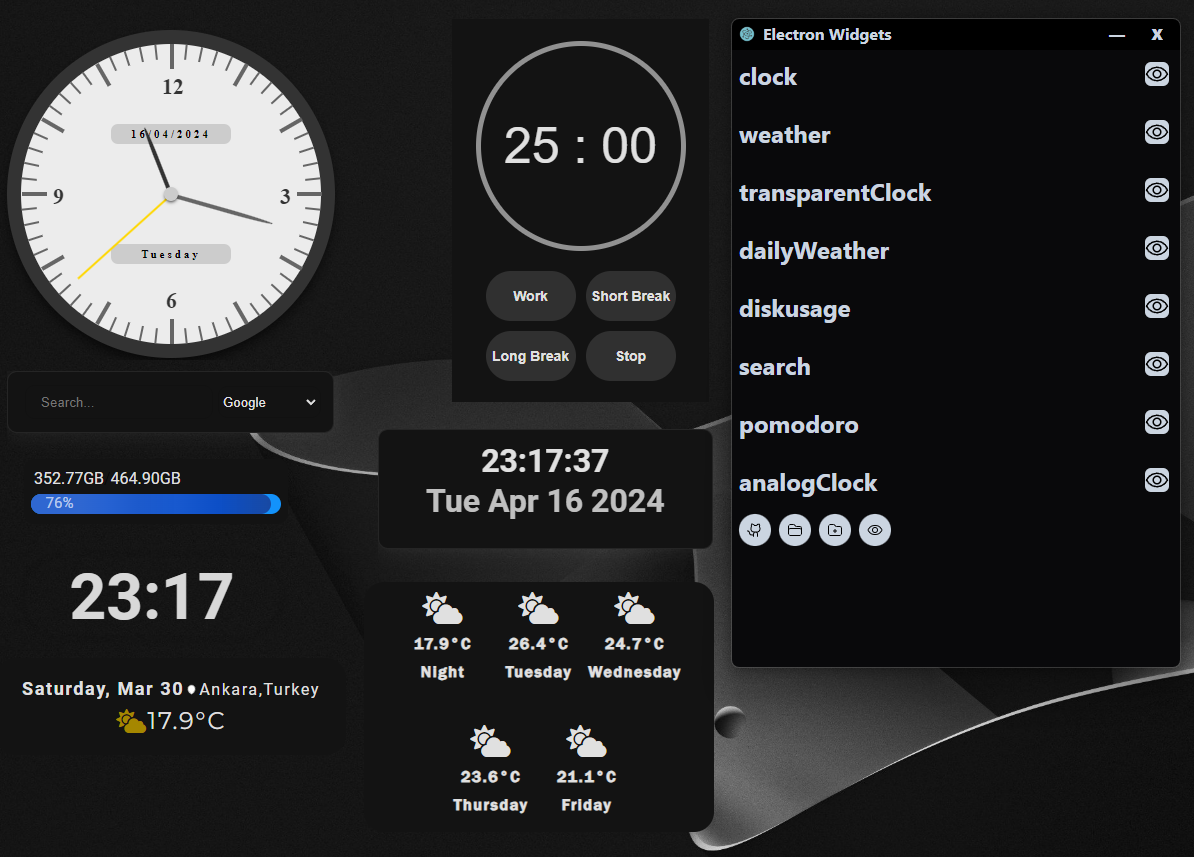 12
16/04/2024
9
3
Tuesday
6
Search...
Google
352.77GB 464.90GB
76%
23:17
Saturday, Mar 30●Ankara,Turkey
17.9°C
25 : 00
Work
Short Break
Long Break
Stop
23:17:37
Tue Apr 16 2024
17.9°C 26.4°C 24.7°C
Night Tuesday Wednesday
23.6°C 21.1°C
Thursday Friday
Electron Widgets
— X
clock
weather
transparentClock
dailyWeather
diskusage
search
pomodoro
analogClock